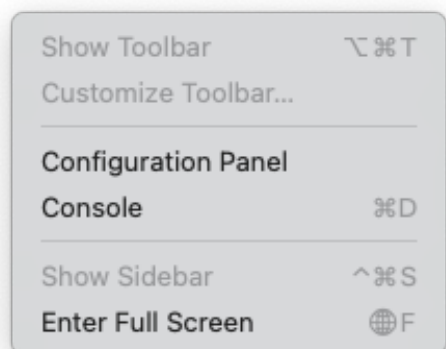 Show Toolbar ⌥⌘T
Customize Toolbar...
Configuration Panel
Console ⌘D
Show Sidebar ^⌘S
Enter Full Screen 🌐F